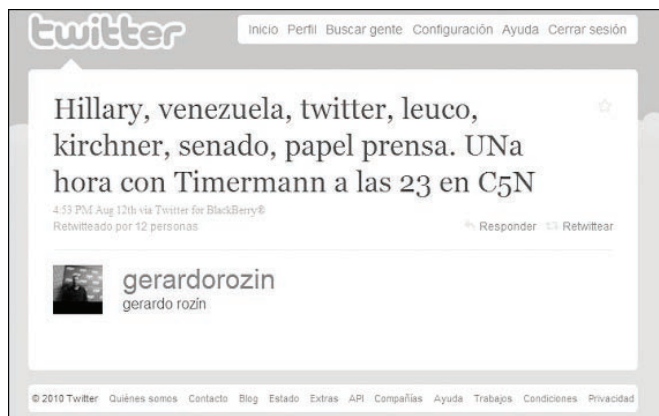 twitter
Inicio Perfil Buscar gente Configuración Ayuda Cerrar sesión
Hillary, venezuela, twitter, leuco,
kirchner, senado, papel prensa. UNa
hora con Timermann a las 23 en C5N
4:53 PM Aug 12th via Twitter for BlackBerry®
Retwitteado por 12 personas
Responder Retwittear
gerardorozin
gerardo rozín
© 2010 Twitter Quiénes somos Contacto Blog Estado Extras API Compañías Ayuda Trabajos Condiciones Privacidad